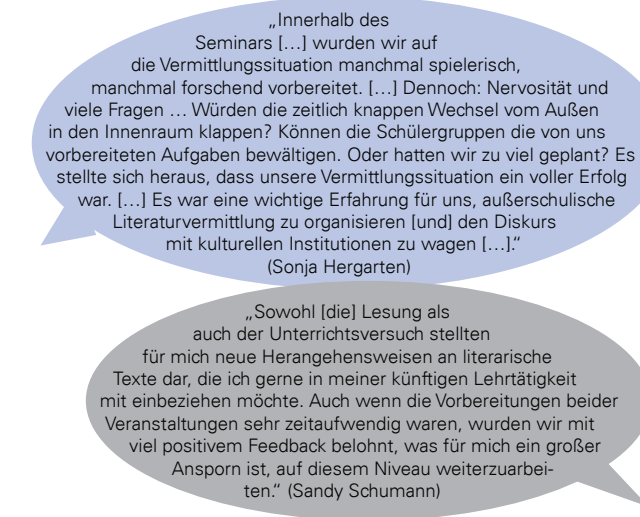 „Innerhalb des
Seminars […] wurden wir auf
die Vermittlungssituation manchmal spielerisch,
manchmal forschend vorbereitet. […] Dennoch: Nervosität und
viele Fragen … Würden die zeitlich knappen Wechsel vom Außen
in den Innenraum klappen? Können die Schülergruppen die von uns
vorbereiteten Aufgaben bewältigen. Oder hatten wir zu viel geplant? Es
stellte sich heraus, dass unsere Vermittlungssituation ein voller Erfolg
war. […] Es war eine wichtige Erfahrung für uns, außerschulische
Literaturvermittlung zu organisieren [und] den Diskurs
mit kulturellen Institutionen zu wagen […].“
(Sonja Hergarten)
„Sowohl [die] Lesung als
auch der Unterrichtsversuch stellten
für mich neue Herangehensweisen an literarische
Texte dar, die ich gerne in meiner künftigen Lehrtätigkeit
mit einbeziehen möchte. Auch wenn die Vorbereitungen beider
Veranstaltungen sehr zeitaufwendig waren, wurden wir mit
viel positivem Feedback belohnt, was für mich ein großer
Ansporn ist, auf diesem Niveau weiterzuarbei-
ten.“ (Sandy Schumann)